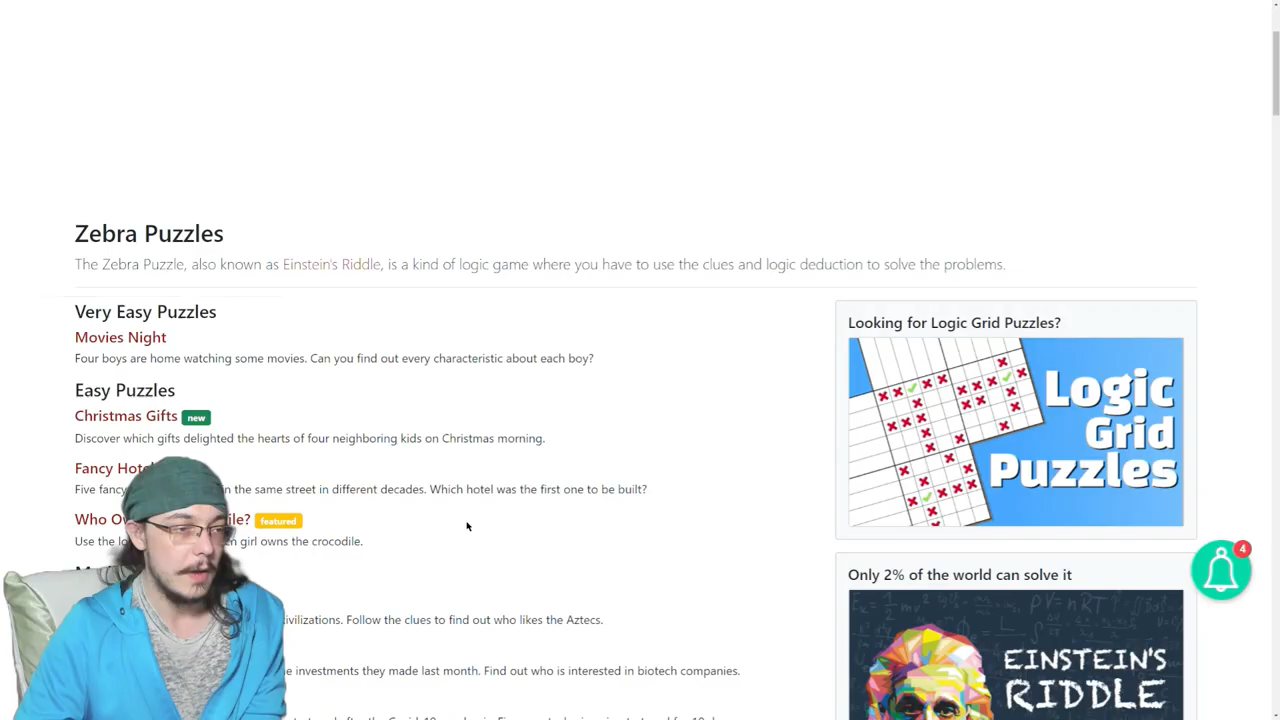 Zebra Puzzles
The Zebra Puzzle, also known as Einstein's Riddle, is a kind of logic game where you have to use the clues and logic deduction to solve the problems.
Very Easy Puzzles
Movies Night
Four boys are home watching some movies. Can you find out every characteristic about each boy?
Easy Puzzles
Christmas Gifts new
Discover which gifts delighted the hearts of four neighboring kids on Christmas morning.
Fancy
Five fancy in the same street in different decades. Which hotel was the first one to be built?
Who featured
Use the girl owns the crocodile.
Follow the clues to find out who likes the Aztecs.
investments they made last month. Find out who is interested in biotech companies.
Looking for Logic Grid Puzzles?
Logic
Grid
Puzzles
4
Only 2% of the world can solve it
EINSTEIN'S
RIDDLE